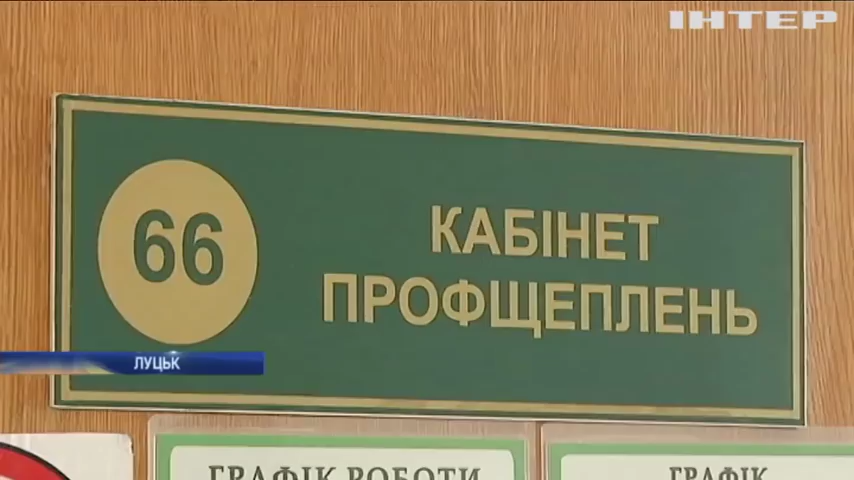 ІНТЕР
66
КАБІНЕТ
ПРОФЩЕПЛЕНЬ
ЛУЦЬК
ГРАФІК РОБОТИ
ГРАФІК